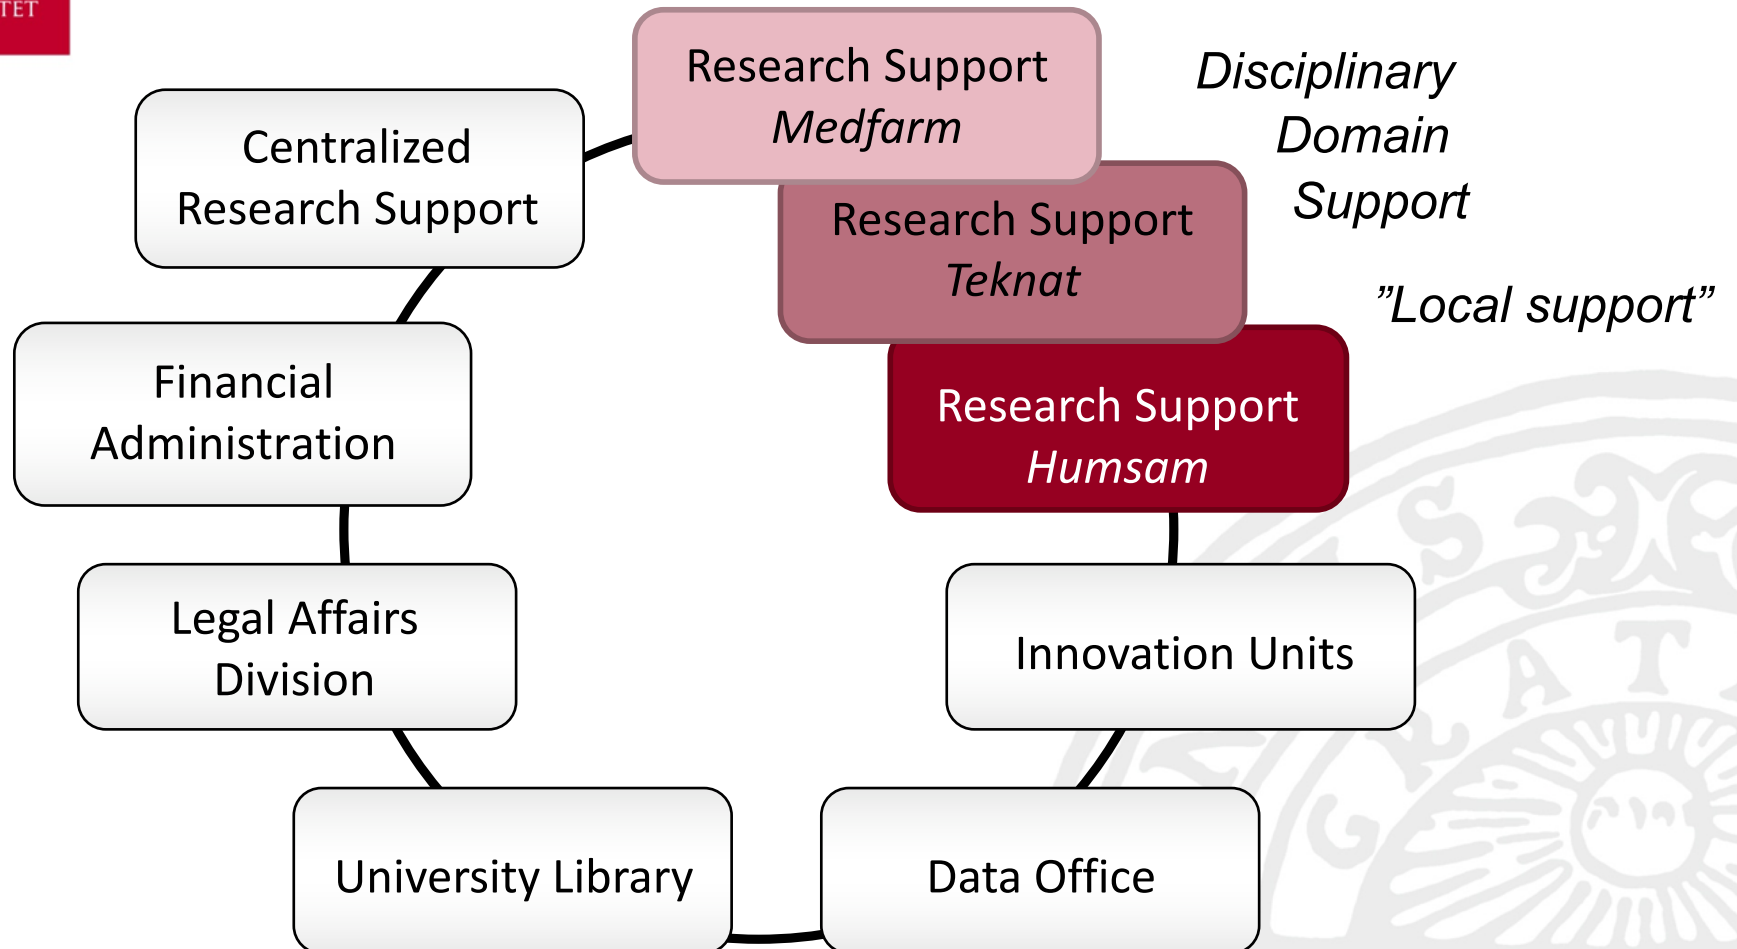 TET
Research Support
Medfarm
Disciplinary
Domain
Support
Centralized
Research Support
Research Support
Teknat
”Local support”
Financial
Administration
Research Support
Humsam
Legal Affairs
Division
Innovation Units
University Library
Data Office